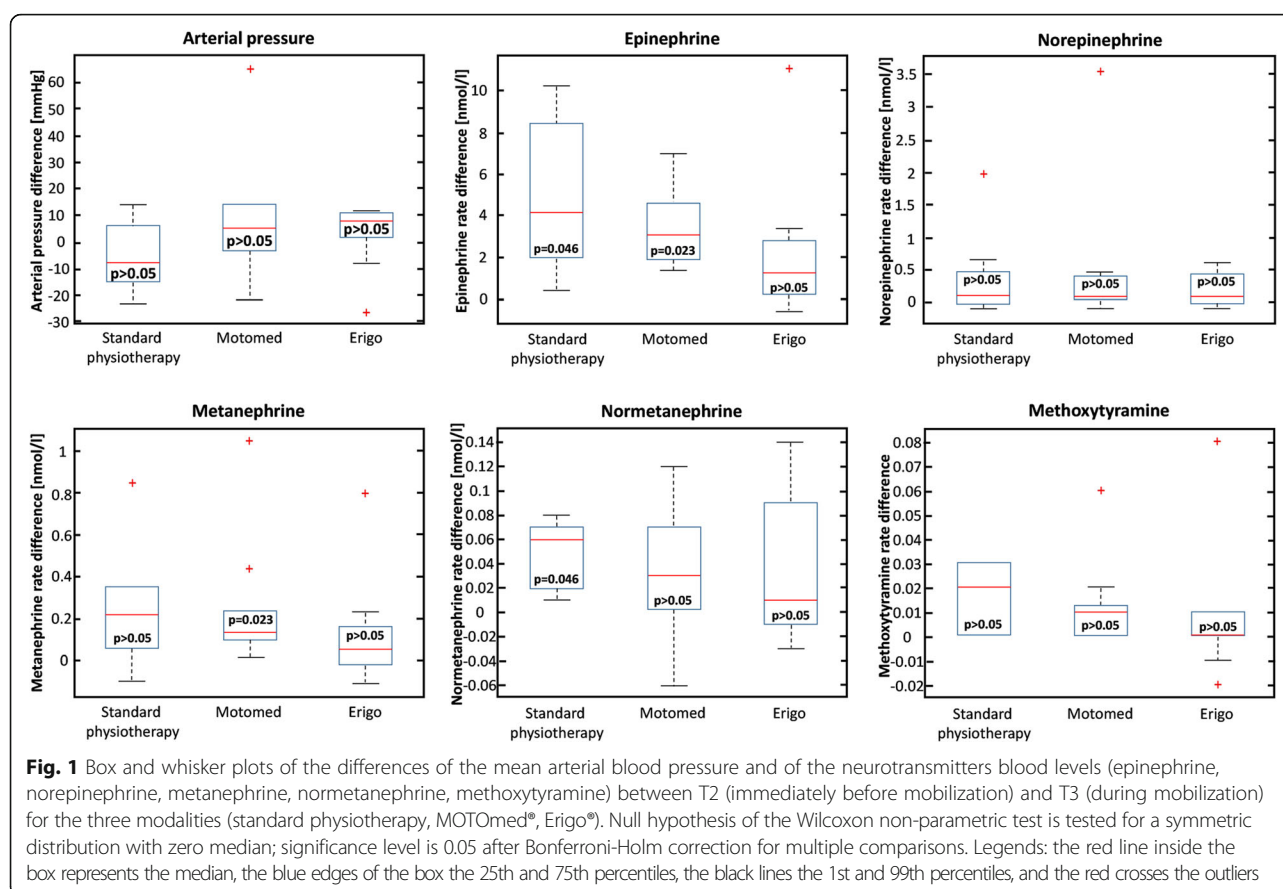 Arterial pressure
Arterial pressure difference [mmHg]
60
50
40
30
20
10
0
-10
-20
-30
p>0.05
p>0.05
p>0.05
Standard
physiotherapy
Motomed
Erigo
Epinephrine
Epinephrine rate difference [nmol/l]
10
8
6
4
2
0
p=0.046
p=0.023
p>0.05
Standard
physiotherapy
Motomed
Erigo
Norepinephrine
Norepinephrine rate difference [nmol/l]
3.5
3
2.5
2
1.5
1
0.5
0
p>0.05
p>0.05
p>0.05
Standard
physiotherapy
Motomed
Erigo
Metanephrine
Metanephrine rate difference [nmol/l]
1
0.8
0.6
0.4
0.2
0
p>0.05
p=0.023
p>0.05
Standard
physiotherapy
Motomed
Erigo
Normetanephrine
Normetanephrine rate difference [nmol/l]
0.14
0.12
0.1
0.08
0.06
0.04
0.02
0
-0.02
-0.04
-0.06
p=0.046
p>0.05
p>0.05
Standard
physiotherapy
Motomed
Erigo
Methoxytyramine
Methoxytyramine rate difference
0.08
0.07
0.06
0.05
0.04
0.03
0.02
0.01
0
-0.01
-0.02
p>0.05
p>0.05
p>0.05
Standard
physiotherapy
Motomed
Erigo
Fig. 1 Box and whisker plots of the differences of the mean arterial blood pressure and of the neurotransmitters blood levels (epinephrine,
norepinephrine, metanephrine, normetanephrine, methoxytyramine) between T2 (immediately before mobilization) and T3 (during mobilization)
for the three modalities (standard physiotherapy, MOTOmed®, Erigo®). Null hypothesis of the Wilcoxon non-parametric test is tested for a symmetric
distribution with zero median; significance level is 0.05 after Bonferroni-Holm correction for multiple comparisons. Legends: the red line inside the
box represents the median, the blue edges of the box the 25th and 75th percentiles, the black lines the 1st and 99th percentiles, and the red crosses the outliers